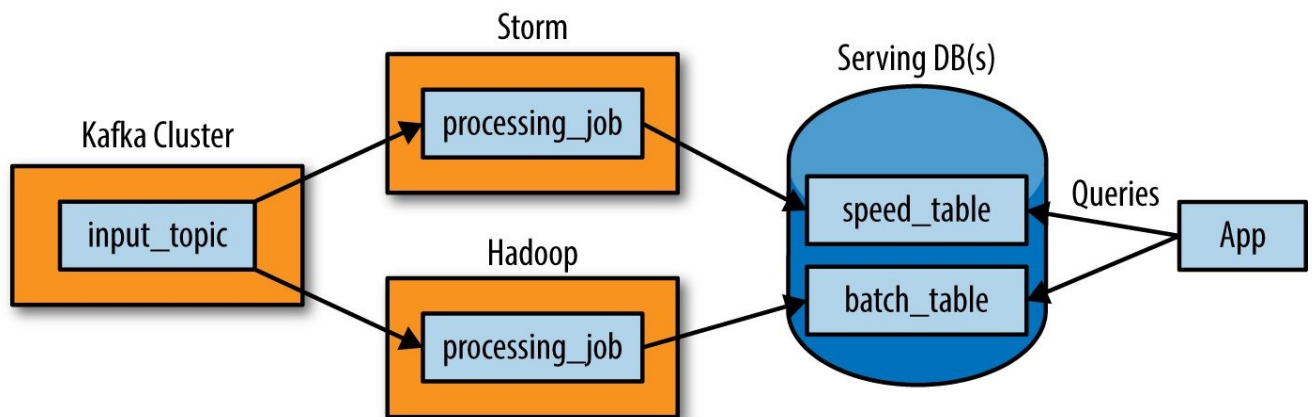 Kafka Cluster
input_topic
Storm
processing_job
Hadoop
processing_job
Serving DB(s)
speed_table
batch_table
Queries
App